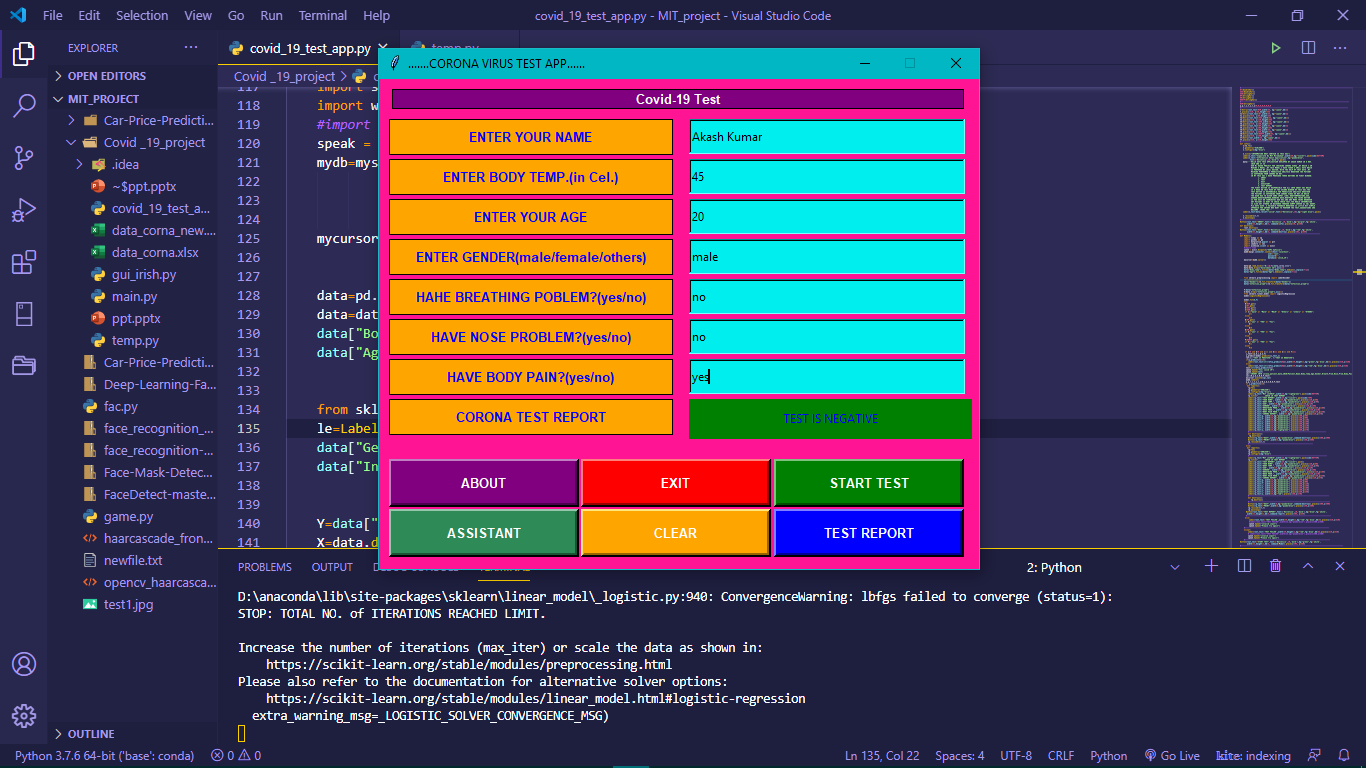 File Edit Selection View Go Run Terminal Help covid_19_test_app.py - MIT_project - Visual Studio Code
EXPLORER
covid_19_test_app.py
temp.py
OPEN EDITORS
MIT_PROJECT
Car-Price-Predicti...
Covid _19_project
.idea
~$ppt.pptx
covid_19_test_a...
data_corna_new....
data_corna.xlsx
gui_irish.py
main.py
ppt.pptx
temp.py
Car-Price-Predicti...
Deep-Learning-Fa...
fac.py
face_recognition_...
face-recognition-...
Face-Mask-Detec...
FaceDetect-maste...
game.py
haarcascade_fron...
newfile.txt
opencv_haarcasca...
test1.jpg
OUTLINE
Covid _19_project
117 import s
118 import w
119 #import
120 speak =
121 mydb=mys
122
123
124
125 mycursor
126
127
128 data=pd.
129 data=dat
130 data["Bo
131 data["Ag
132
133
134 from skl
135 le=Label
136 data["Ge
137 data["In
138
139
140 Y=data["
141 X=data.d
.......CORONA VIRUS TEST APP......
Covid-19 Test
ENTER YOUR NAME Akash Kumar
ENTER BODY TEMP.(in Cel.) 45
ENTER YOUR AGE 20
ENTER GENDER(male/female/others) male
HAHE BREATHING POBLEM?(yes/no) no
HAVE NOSE PROBLEM?(yes/no) no
HAVE BODY PAIN?(yes/no) yes
CORONA TEST REPORT TEST IS NEGATIVE
ABOUT EXIT START TEST
ASSISTANT CLEAR TEST REPORT
PROBLEMS OUTPUT 2: Python
D:\anaconda\lib\site-packages\sklearn\linear_model\_logistic.py:940: ConvergenceWarning: lbfgs failed to converge (status=1):
STOP: TOTAL NO. of ITERATIONS REACHED LIMIT.
Increase the number of iterations (max_iter) or scale the data as shown in:
https://scikit-learn.org/stable/modules/preprocessing.html
Please also refer to the documentation for alternative solver options:
https://scikit-learn.org/stable/modules/linear_model.html#logistic-regression
extra_warning_msg=_LOGISTIC_SOLVER_CONVERGENCE_MSG)
Python 3.7.6 64-bit ('base': conda) 0 0 Ln 135, Col 22 Spaces: 4 UTF-8 CRLF Python Go Live kite: indexing